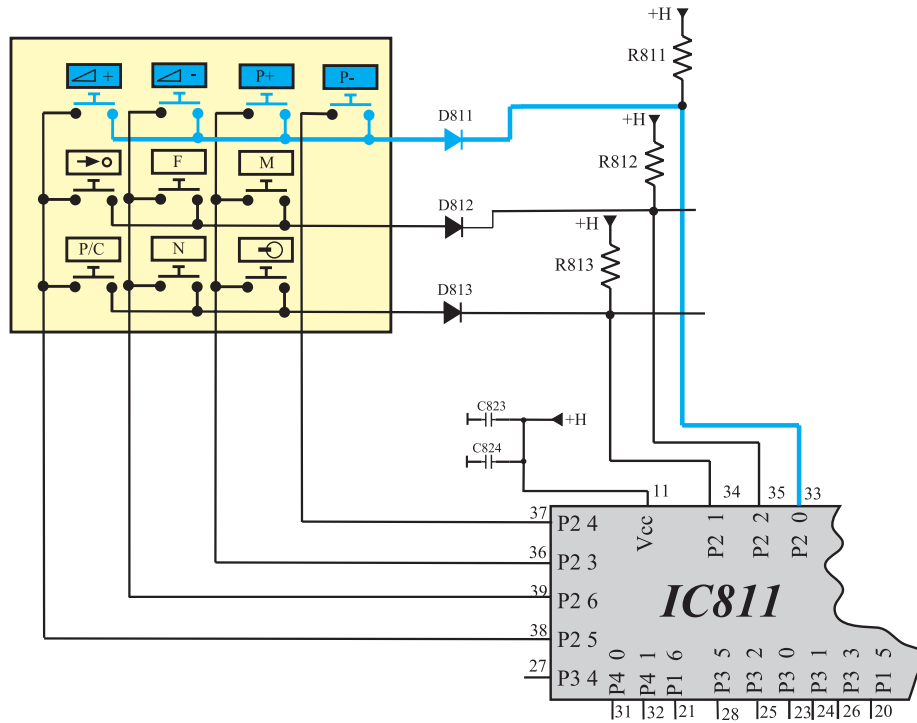 +H
R811
+ - P+ P-
D811
+H
R812
F M
D812
+H
R813
P/C N
D813
C823
+H
C824
11 34 35 33
37 P2 4
Vcc P2 1 P2 2 P2 0
36 P2 3
39 P2 6
IC811
38 P2 5
27 P3 4
P4 0 P4 1 P1 6 P3 5 P3 2 P3 0 P3 1 P3 3 P1 5
31 32 21 28 25 23 24 26 20